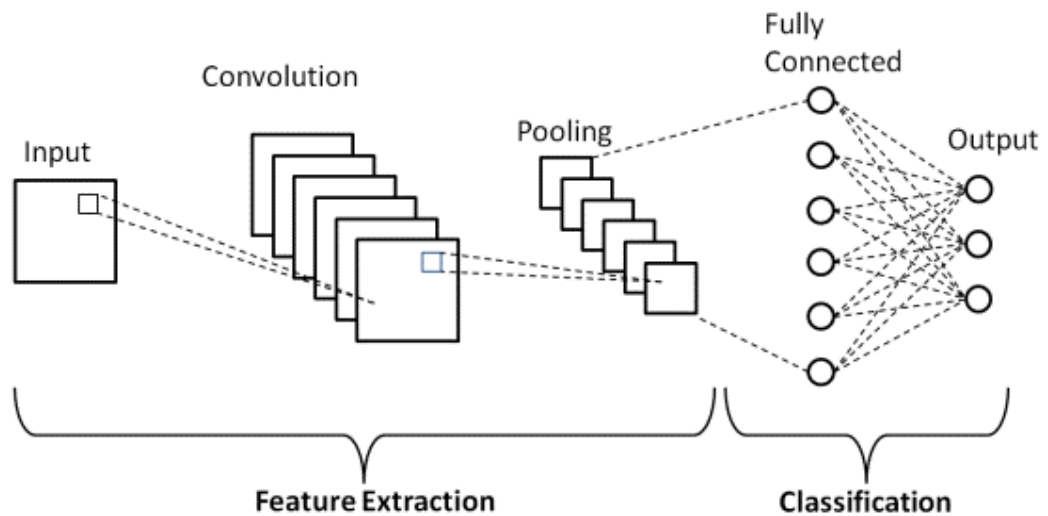 Input
Convolution
Pooling
Fully
Connected
Output
Feature Extraction
Classification